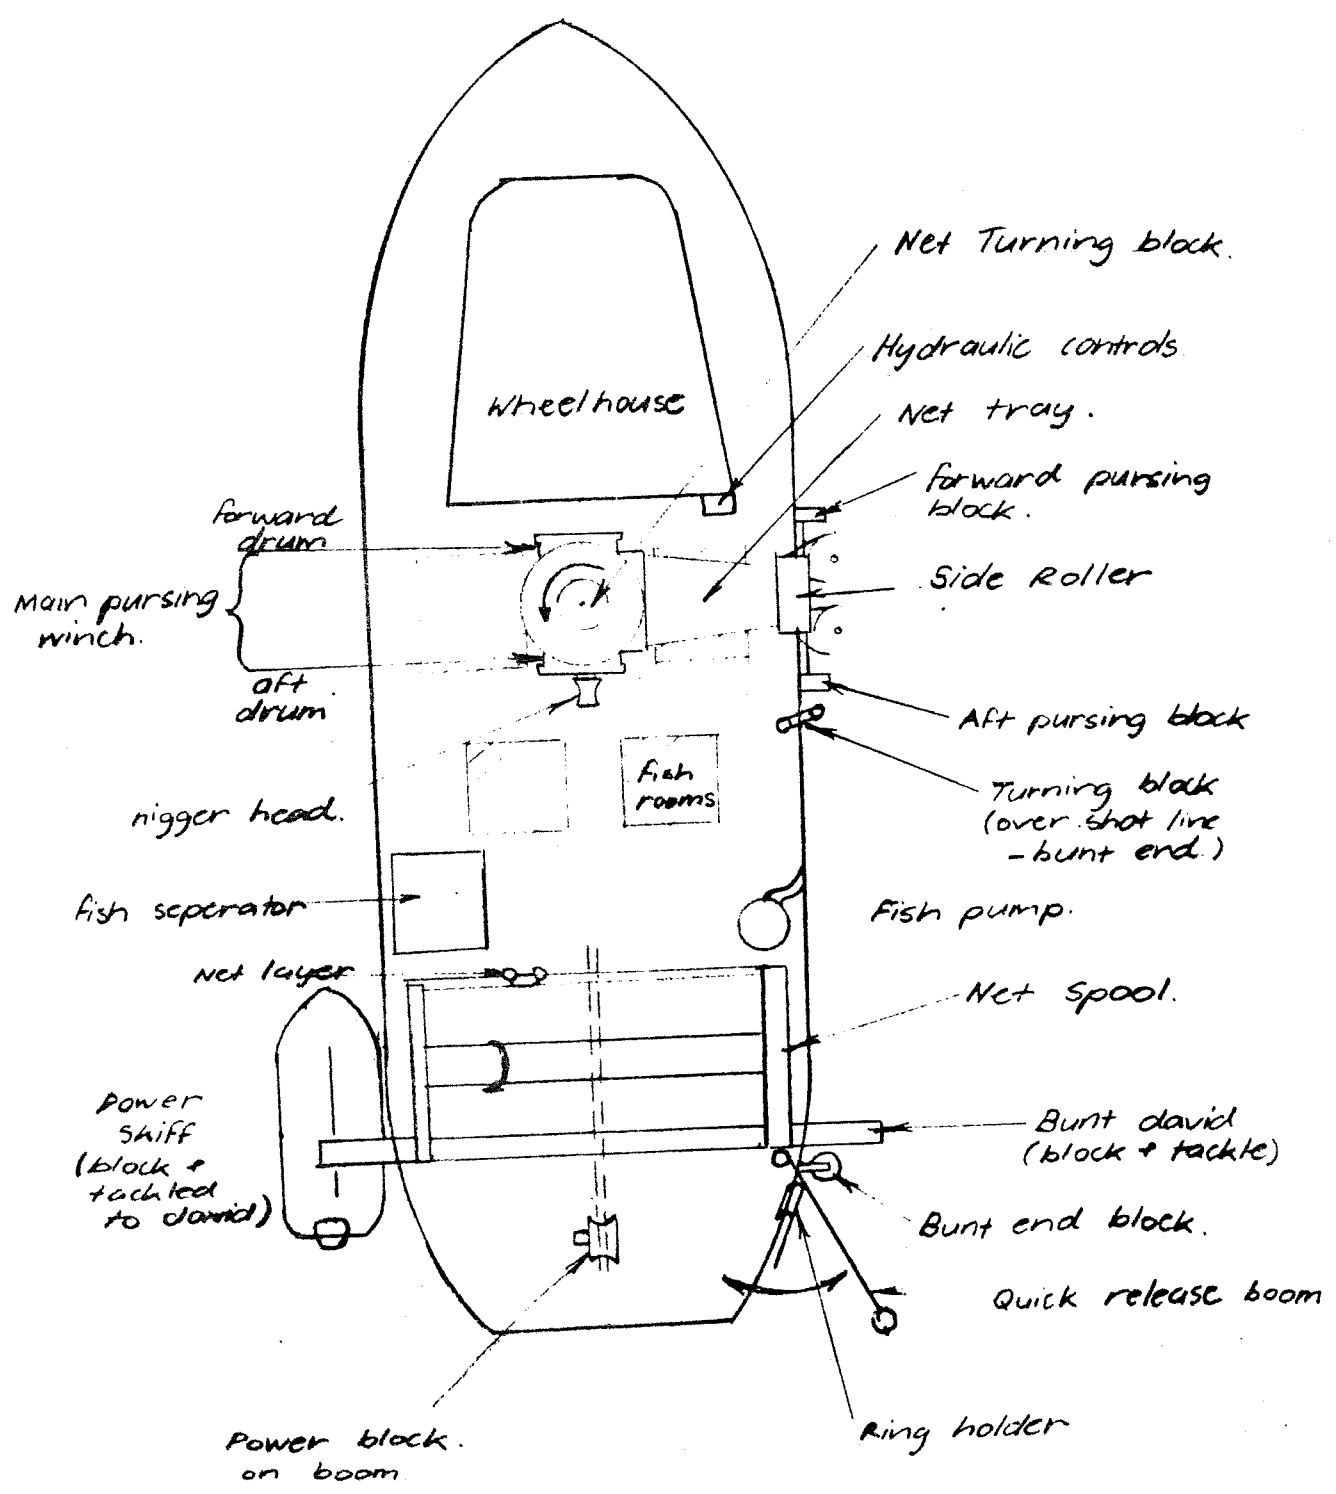 Net Turning block.
Hydraulic controls
Wheelhouse
Net tray.
forward pursing
block.
forward
drum
Side Roller
Main pursing
winch.
aft
drum
Aft pursing block
fish
rooms
nigger head.
Turning block
(over shot line
- bunt end.)
fish seperator
Fish pump.
Net layer
Net Spool.
Power
Skiff
(block +
tackled
to david)
Bunt david
(block + tackle)
Bunt end block.
Quick release boom
Ring holder
Power block.
on boom